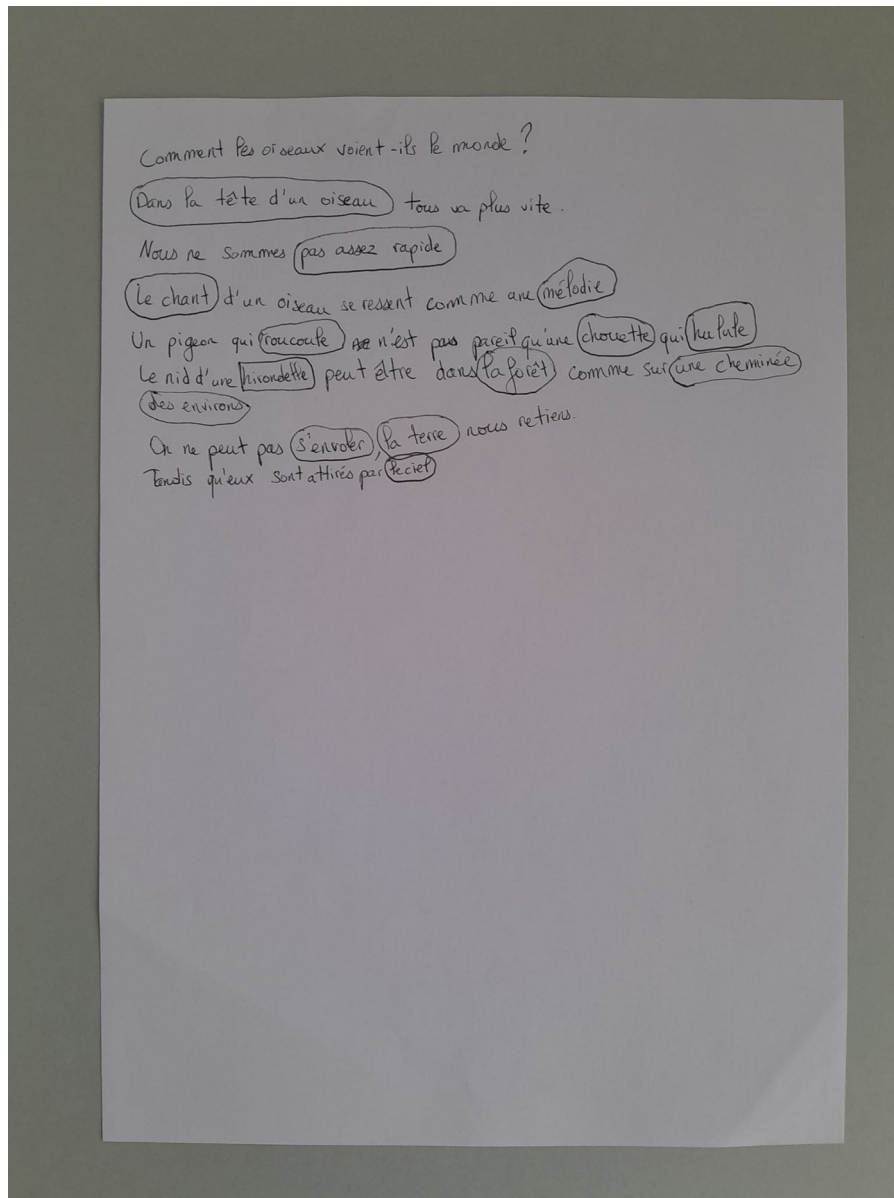 Comment les oiseaux voient-ils le monde ?
Dans la tête d'un oiseau tous va plus vite.
Nous ne sommes pas assez rapide
Le chant d'un oiseau se ressent comme une mélodie
Un pigeon qui roucoule n'est pas pareil qu'une chouette qui hulule
Le nid d'une hirondelle peut être dans la forêt comme sur une cheminée
des environs
On ne peut pas s'envoler, la terre nous retiens.
Tandis qu'eux sont attirés par le ciel